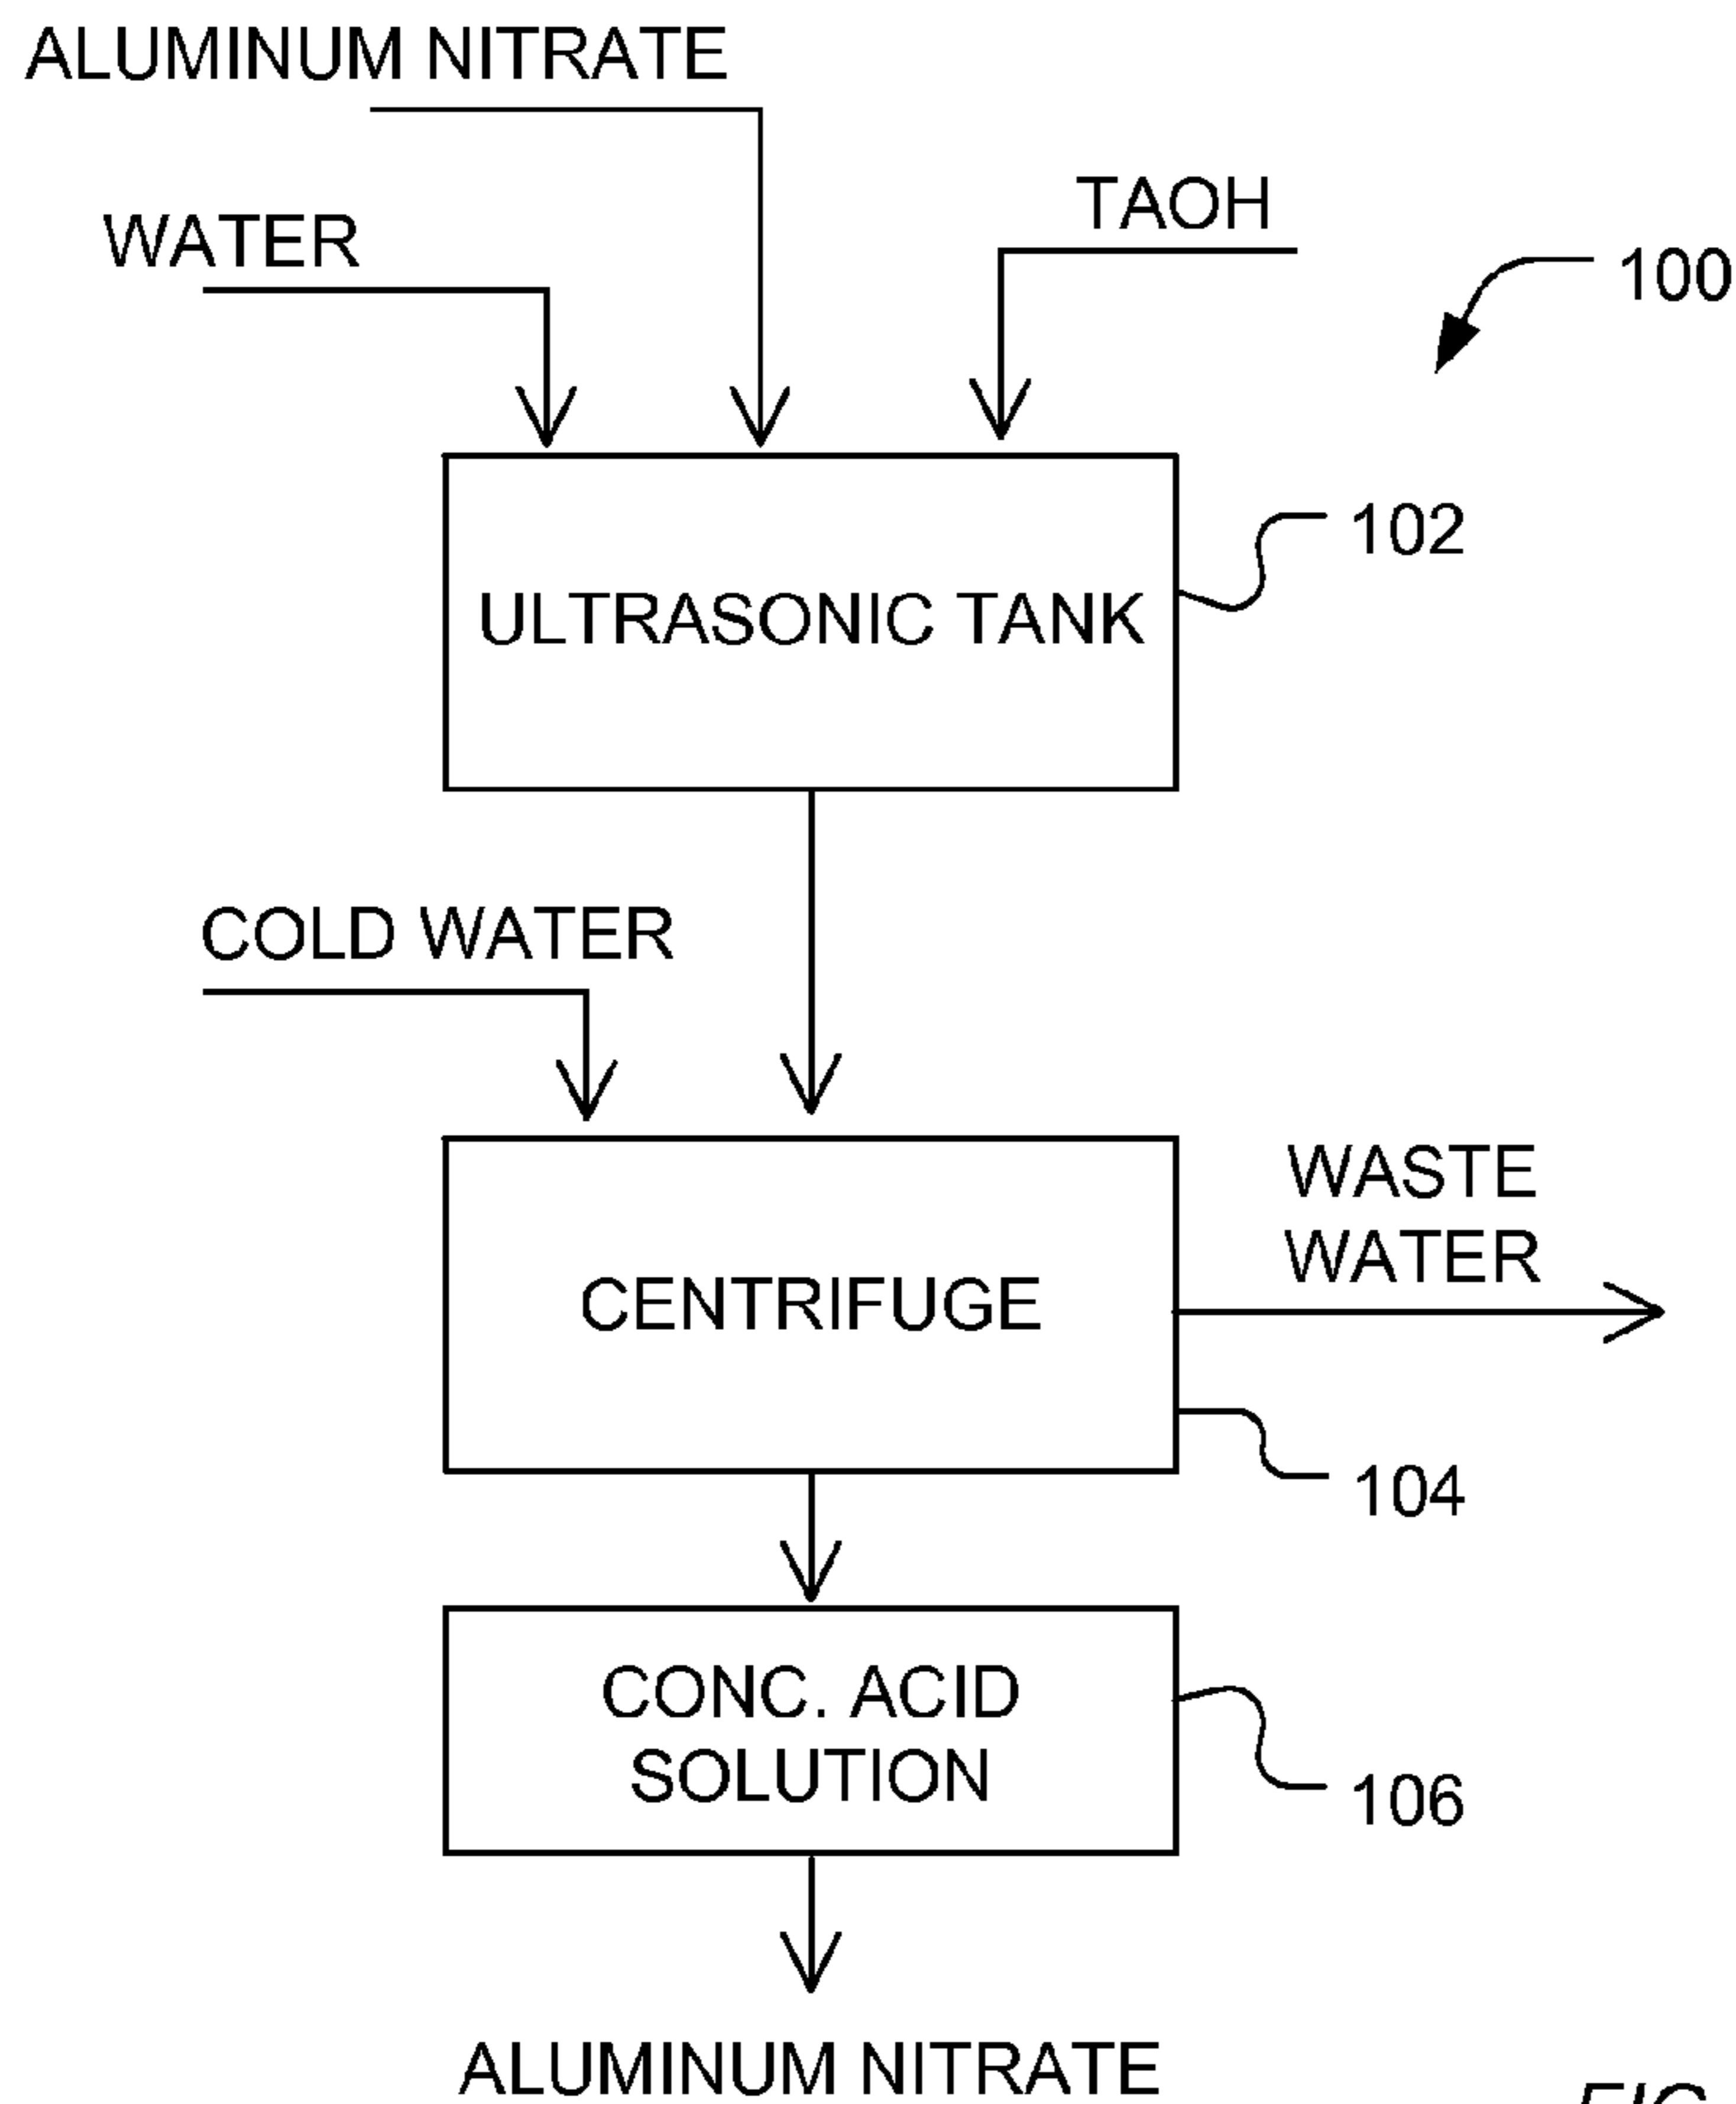 ALUMINUM NITRATE
TAOH
WATER
100
102
ULTRASONIC TANK
COLD WATER
WASTE
WATER
CENTRIFUGE
104
CONC. ACID
SOLUTION
106
ALUMINUM NITRATE